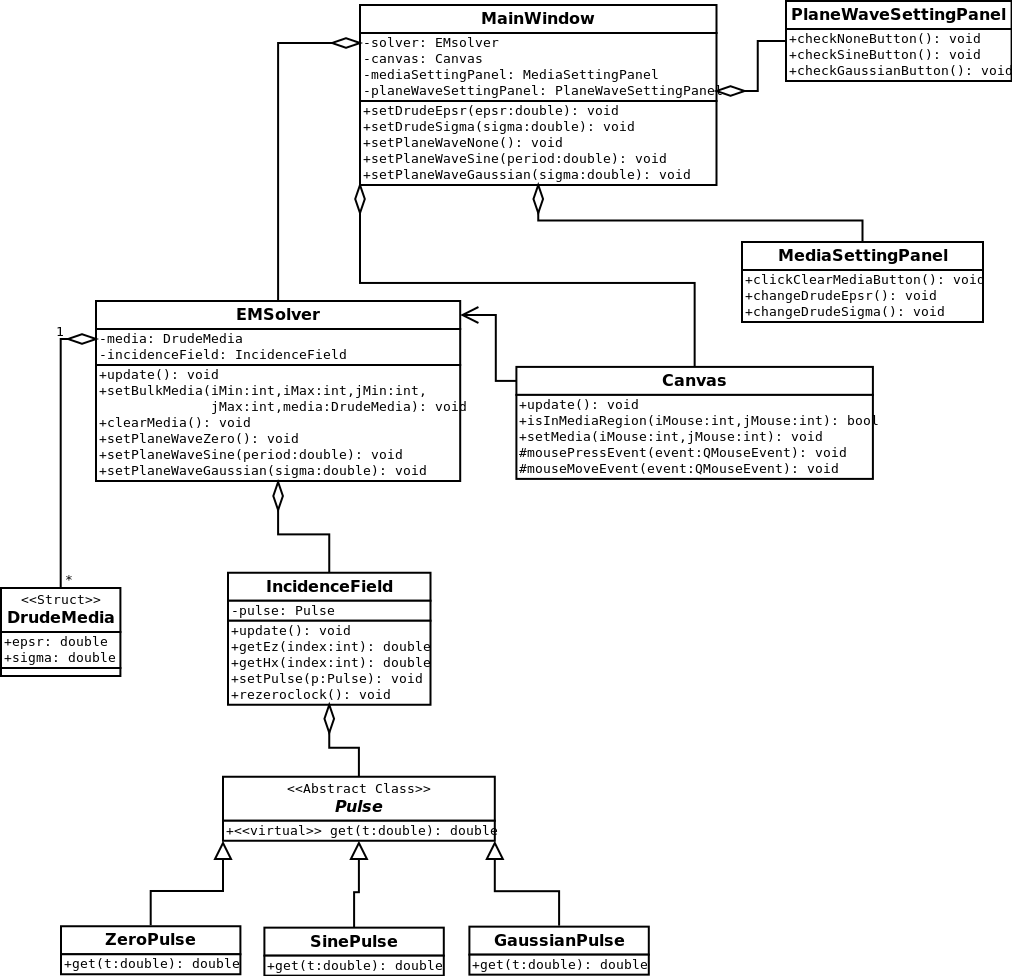 MainWindow
-solver: EMsolver
-canvas: Canvas
-mediaSettingPanel: MediaSettingPanel
-planeWaveSettingPanel: PlaneWaveSettingPanel
+setDrudeEpsr(epsr:double): void
+setDrudeSigma(sigma:double): void
+setPlaneWaveNone(): void
+setPlaneWaveSine(period:double): void
+setPlaneWaveGaussian(sigma:double): void
PlaneWaveSettingPanel
+checkNoneButton(): void
+checkSineButton(): void
+checkGaussianButton(): void
MediaSettingPanel
+clickClearMediaButton(): void
+changeDrudeEpsr(): void
+changeDrudeSigma(): void
EMSolver
-media: DrudeMedia
-incidenceField: IncidenceField
+update(): void
+setBulkMedia(iMin:int,iMax:int,jMin:int,
jMax:int,media:DrudeMedia): void
+clearMedia(): void
+setPlaneWaveZero(): void
+setPlaneWaveSine(period:double): void
+setPlaneWaveGaussian(sigma:double): void
1
Canvas
+update(): void
+isInMediaRegion(iMouse:int,jMouse:int): bool
+setMedia(iMouse:int,jMouse:int): void
#mousePressEvent(event:QMouseEvent): void
#mouseMoveEvent(event:QMouseEvent): void
*
<<Struct>>
DrudeMedia
+epsr: double
+sigma: double
IncidenceField
-pulse: Pulse
+update(): void
+getEz(index:int): double
+getHx(index:int): double
+setPulse(p:Pulse): void
+rezeroclock(): void
<<Abstract Class>>
Pulse
+<<virtual>> get(t:double): double
ZeroPulse
+get(t:double): double
SinePulse
+get(t:double): double
GaussianPulse
+get(t:double): double